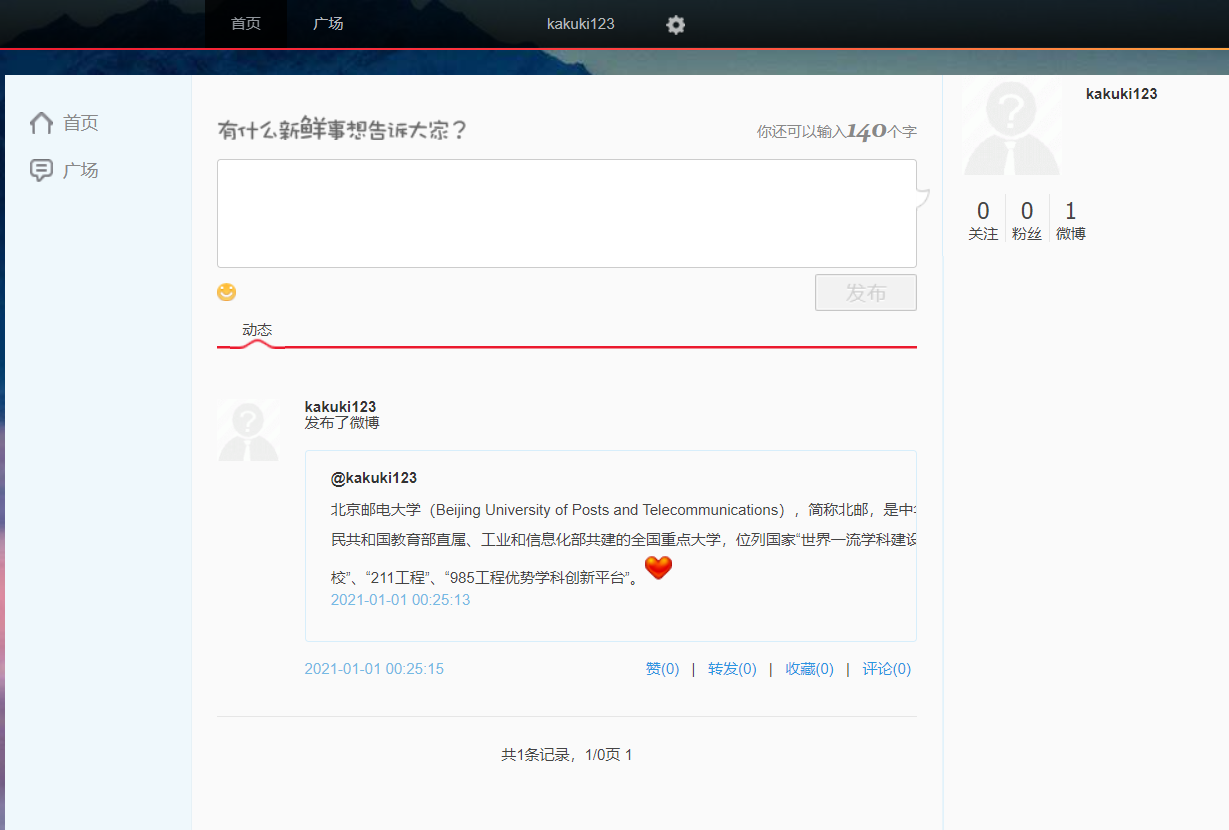 首页 广场 kakuki123
首页
广场
有什么新鲜事想告诉大家？ 你还可以输入140个字
发布
动态
kakuki123
发布了微博
@kakuki123
北京邮电大学（Beijing University of Posts and Telecommunications），简称北邮，是中
民共和国教育部直属、工业和信息化部共建的全国重点大学，位列国家“世界一流学科建设
校”、“211工程”、“985工程优势学科创新平台”。
2021-01-01 00:25:13
2021-01-01 00:25:15 赞(0) | 转发(0) | 收藏(0) | 评论(0)
共1条记录，1/0页 1
kakuki123
0 0 1
关注 粉丝 微博